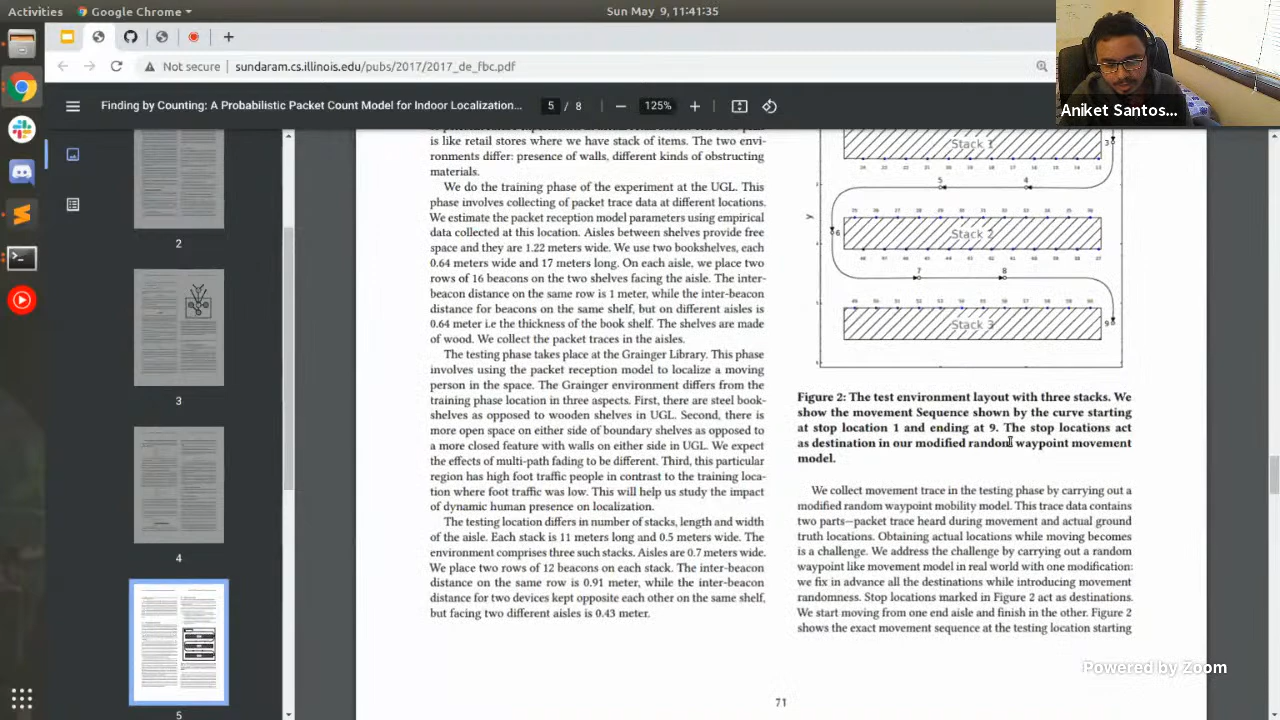 Activities
Google Chrome
Sun May 9, 11:41:35
Not secure
sundaram.cs.illinois.edu/pubs/2017/2017_de_fbc.pdf
Aniket Santos...
Finding by Counting: A Probabilistic Packet Count Model for Indoor Localization...
5 / 8
125%
2
3
4
5
is like retail stores where we have stack of items. The two envi-
ronments differ: presence of walls, different kinds of obstructing
materials.
We do the training phase of the experiment at the UGL. This
phase involves collecting of packet trace data at different locations.
We estimate the packet reception model parameters using empirical
data collected at this location. Aisles between shelves provide free
space and they are 1.22 meters wide. We use two bookshelves, each
0.64 meters wide and 17 meters long. On each aisle, we place two
rows of 16 beacons on the two shelves facing the aisle. The inter-
beacon distance on the same row is 1 meter, while the inter-beacon
distance for beacons on the same shelf, but on different aisles is
0.64 meter i.e. the thickness of the book shelf. The shelves are made
of wood. We collect the packet traces in the aisles.
The testing phase takes place at the Grainger Library. This phase
involves using the packet reception model to localize a moving
person in the space. The Grainger environment differs from the
training phase location in three aspects. First, there are steel book-
shelves as opposed to wooden shelves in UGL. Second, there is
more open space on either side of boundary shelves as opposed to
a more closed feature with walls on either side in UGL. We expect
the effects of multi-path fading to be different. Third, this particular
region has high foot traffic people in contrast to the training loca-
tion where foot traffic was low. This will help us study the impact
of dynamic human presence on localization.
The testing location differs in number of stacks, length and width
of the aisle. Each stack is 11 meters long and 0.5 meters wide. The
environment comprises three such stacks. Aisles are 0.7 meters wide.
We place two rows of 12 beacons on each stack. The inter-beacon
distance on the same row is 0.91 meter, while the inter-beacon
distance for two devices kept opposite each other on the same shelf,
but facing two different aisles is 0.43 meter.
Stack 1
3
5
4
Stack 2
6
7
8
Stack 3
9
Figure 2: The test environment layout with three stacks. We
show the movement Sequence shown by the curve starting
at stop location 1 and ending at 9. The stop locations act
as destination in our modified random waypoint movement
model.
We collect movement trace in the testing phase by carrying out a
modified random waypoint mobility model. This trace data contains
two parts—packet trace heard during movement and actual ground
truth locations. Obtaining actual locations while moving becomes
is a challenge. We address the challenge by carrying out a random
waypoint like movement model in real world with one modification:
we fix in advance all the destinations while introducing movement
randomness. Stop locations marked in Figure 2 act as destinations.
We start moving from one end aisle and finish in the other. Figure 2
shows the exact movement sequence at the testing location starting
71
Powered by Zoom